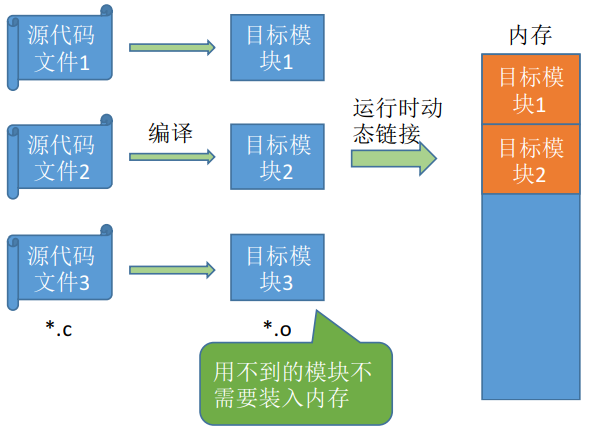 源代码
文件1
目标模
块1
内存
目标模
块1
源代码
文件2
编译
目标模
块2
运行时动
态链接
目标模
块2
源代码
文件3
目标模
块3
*.c
*.o
用不到的模块不
需要装入内存